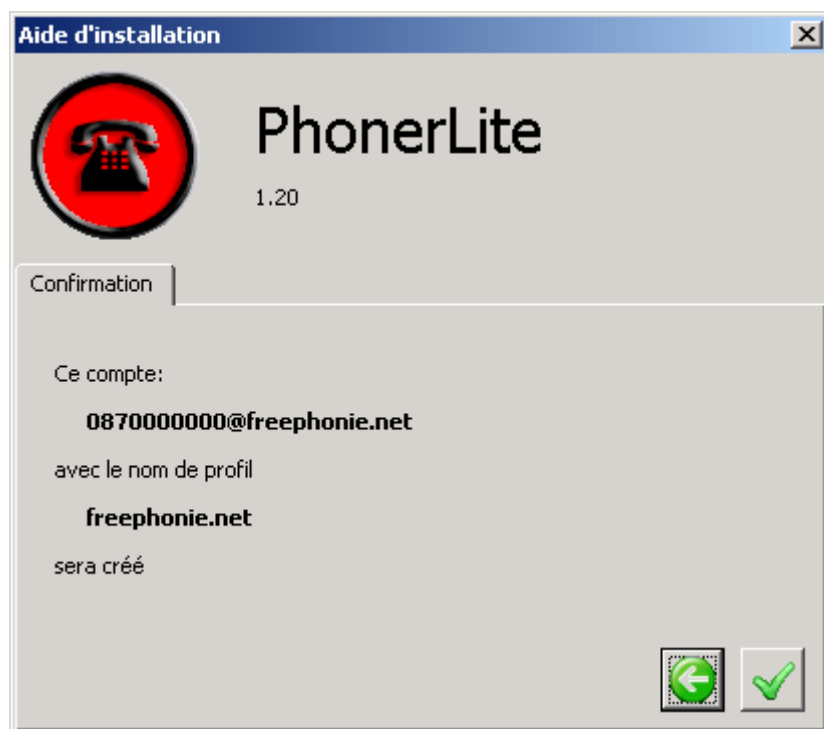 Aide d'installation
PhonerLite
1.20
Confirmation
Ce compte:
0870000000@freephonie.net
avec le nom de profil
freephonie.net
sera créé